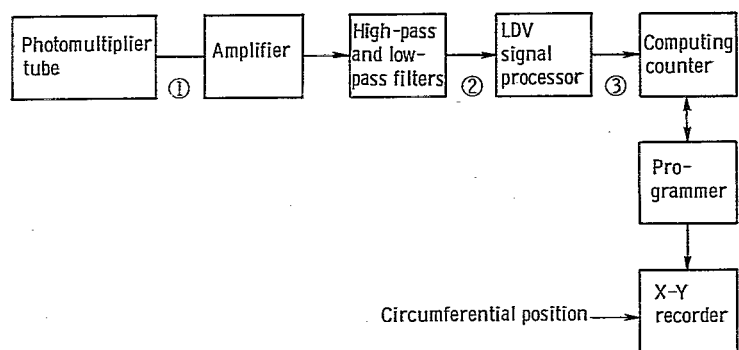 Photomultiplier
tube
①
Amplifier
High-pass
and low-
pass filters
②
LDV
signal
processor
③
Computing
counter
Pro-
grammer
Circumferential position
X-Y
recorder